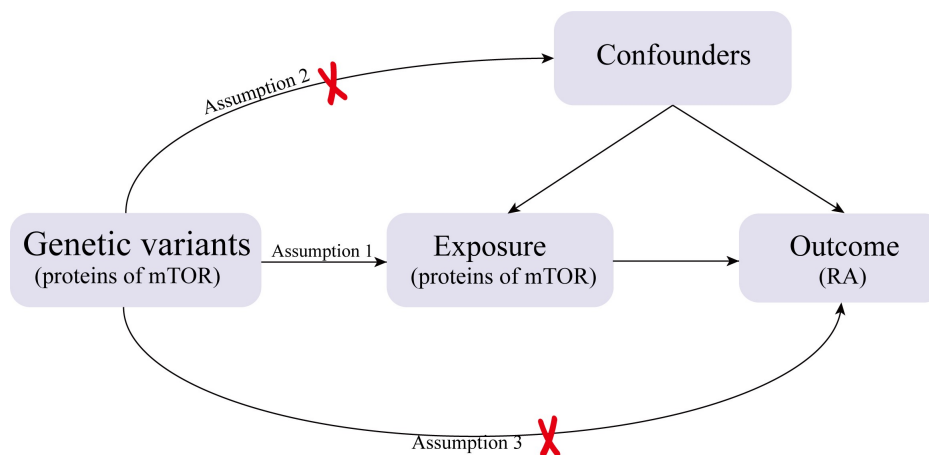 Confounders
Assumption 2
Genetic variants
(proteins of mTOR)
Assumption 1
Exposure
(proteins of mTOR)
Outcome
(RA)
Assumption 3